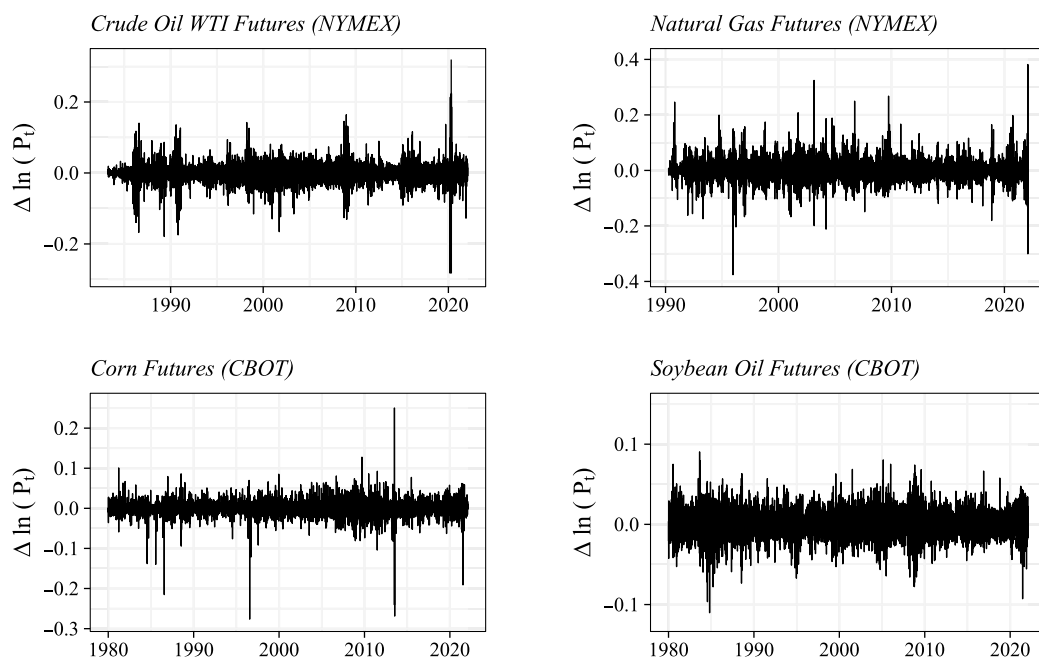 Crude Oil WTI Futures (NYMEX)
Δ ln ( Pt)
0.2
0.0
−0.2
1990 2000 2010 2020
Natural Gas Futures (NYMEX)
Δ ln ( Pt)
0.4
0.2
0.0
−0.2
−0.4
1990 2000 2010 2020
Corn Futures (CBOT)
Δ ln ( Pt)
0.2
0.1
0.0
−0.1
−0.2
−0.3
1980 1990 2000 2010 2020
Soybean Oil Futures (CBOT)
Δ ln ( Pt)
0.1
0.0
−0.1
1980 1990 2000 2010 2020